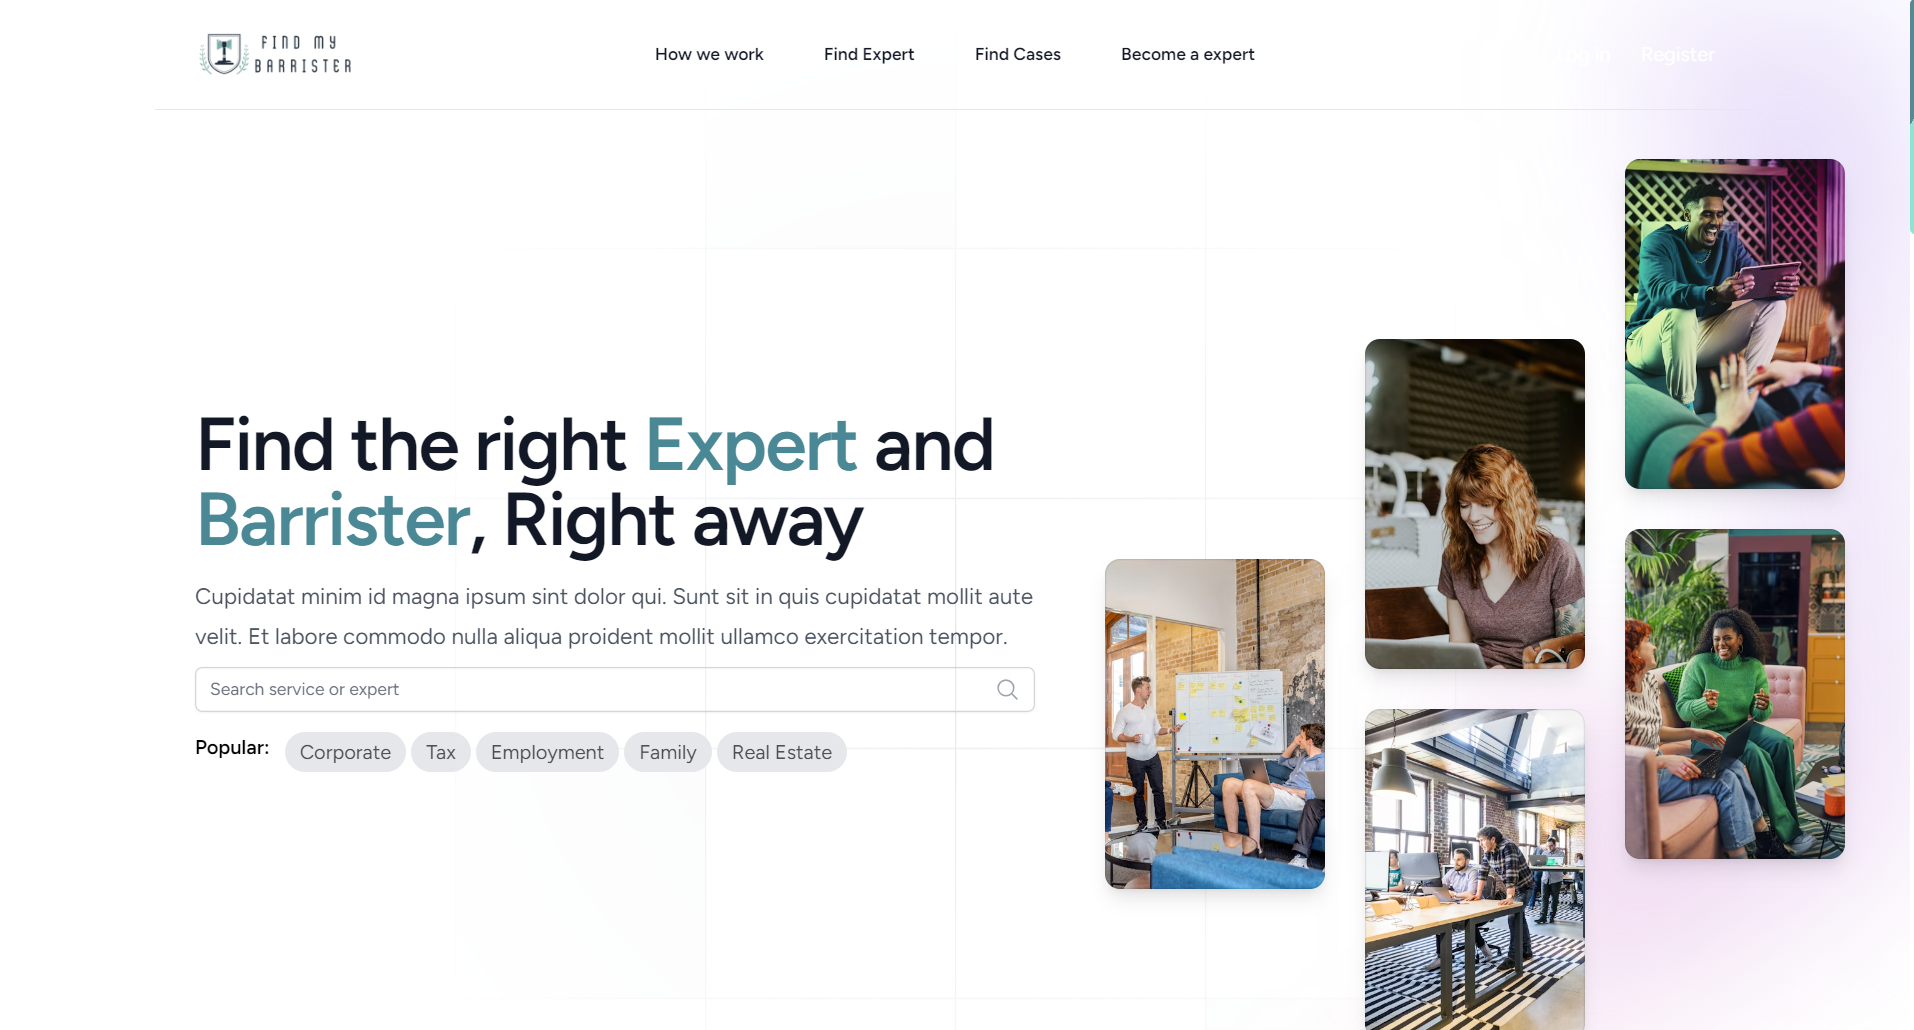 FIND MY
BARRISTER
How we work
Find Expert
Find Cases
Become a expert
Log in
Register
Find the right Expert and
Barrister, Right away
Cupidatat minim id magna ipsum sint dolor qui. Sunt sit in quis cupidatat mollit aute
velit. Et labore commodo nulla aliqua proident mollit ullamco exercitation tempor.
Search service or expert
Popular:
Corporate
Tax
Employment
Family
Real Estate